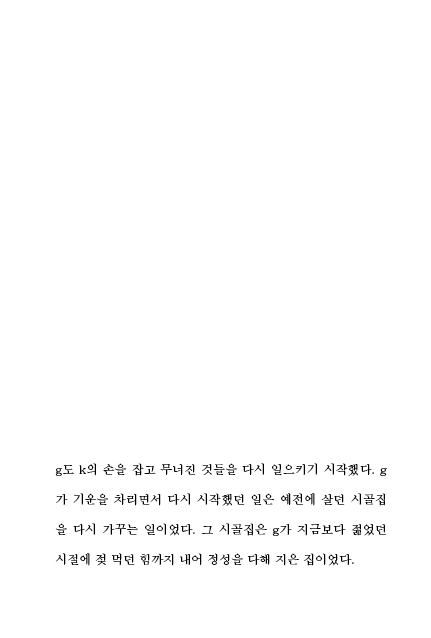 g도 k의 손을 잡고 무너진 것들을 다시 일으키기 시작했다. g
가 기운을 차리면서 다시 시작했던 일은 예전에 살던 시골집
을 다시 가꾸는 일이었다. 그 시골집은 g가 지금보다 젊었던
시절에 젖 먹던 힘까지 내어 정성을 다해 지은 집이었다.